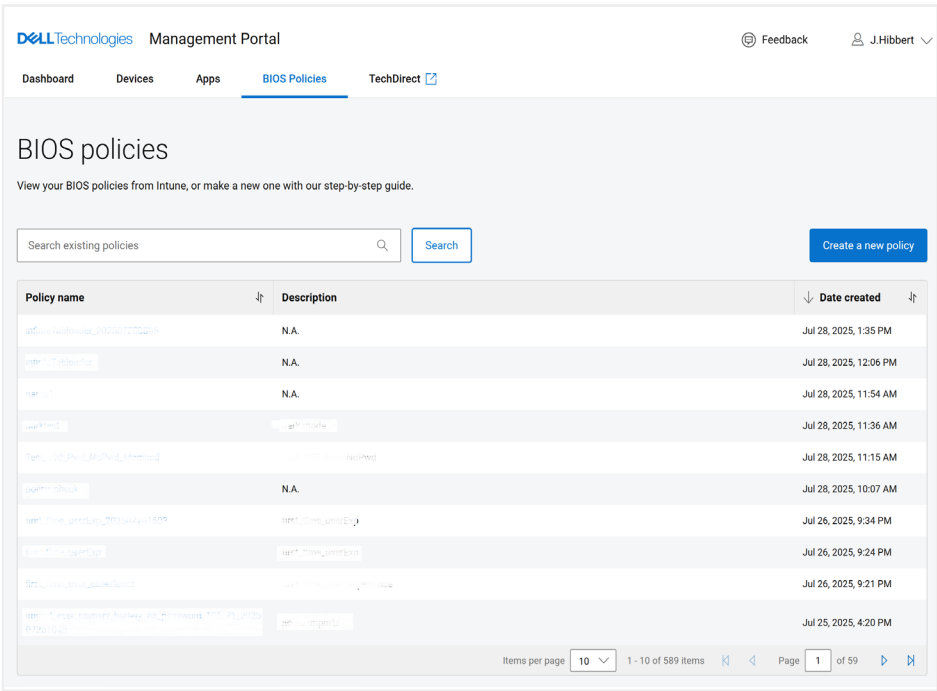 DELLTechnologies Management Portal
Feedback
J.Hibbert
Dashboard Devices Apps BIOS Policies TechDirect
BIOS policies
View your BIOS policies from Intune, or make a new one with our step-by-step guide.
Search existing policies
Search
Create a new policy
Policy name Description Date created
N.A. Jul 28, 2025, 1:35 PM
N.A. Jul 28, 2025, 12:06 PM
N.A. Jul 28, 2025, 11:54 AM
Jul 28, 2025, 11:36 AM
Jul 28, 2025, 11:15 AM
N.A. Jul 28, 2025, 10:07 AM
Jul 26, 2025, 9:34 PM
Jul 26, 2025, 9:24 PM
Jul 26, 2025, 9:21 PM
Jul 25, 2025, 4:20 PM
Items per page 10 1 - 10 of 589 items Page 1 of 59